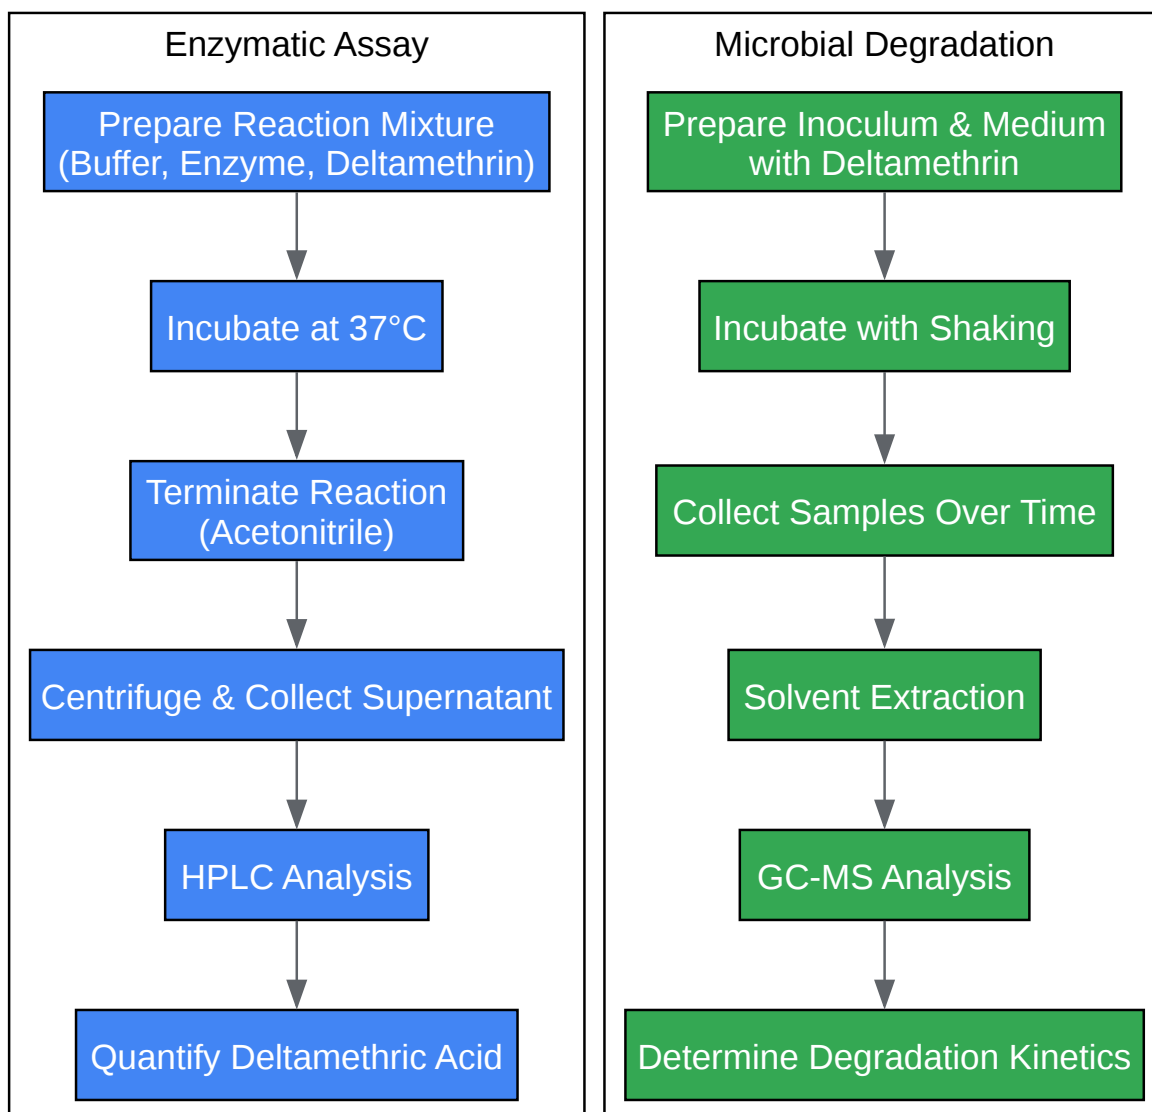 Enzymatic Assay
Prepare Reaction Mixture
(Buffer, Enzyme, Deltamethrin)
Incubate at 37°C
Terminate Reaction
(Acetonitrile)
Centrifuge & Collect Supernatant
HPLC Analysis
Quantify Deltamethric Acid
Microbial Degradation
Prepare Inoculum & Medium
with Deltamethrin
Incubate with Shaking
Collect Samples Over Time
Solvent Extraction
GC-MS Analysis
Determine Degradation Kinetics